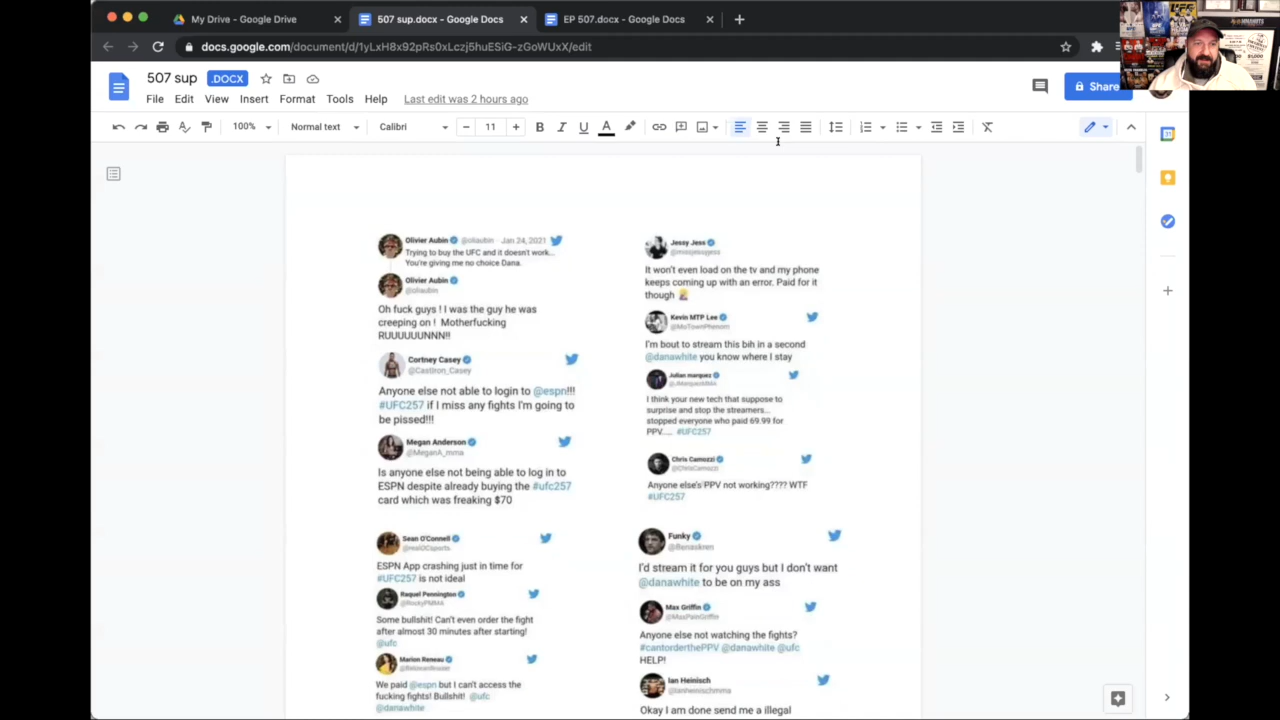 My Drive - Google Drive
507 sup.docx - Google Docs
EP 507.docx - Google Docs
docs.google.com/document/d/1yLxH8x92pRs0xLczj5huESiG-zGoWUxX/edit
507 sup
.DOCX
Share
File Edit View Insert Format Tools Help Last edit was 2 hours ago
100% Normal text Calibri 11
Olivier Aubin @oliaubin · Jan 24, 2021
Trying to buy the UFC and it doesn't work...
You're giving me no choice Dana.
Olivier Aubin
@oliaubin
Oh fuck guys ! I was the guy he was
creeping on ! Motherfucking
RUUUUUUNNN!!
Cortney Casey
@CastIron_Casey
Anyone else not able to login to @espn!!!
#UFC257 if I miss any fights I'm going to
be pissed!!!
Megan Anderson
@MeganA_mma
Is anyone else not being able to log in to
ESPN despite already buying the #ufc257
card which was freaking $70
Sean O'Connell
@realOCsports
ESPN App crashing just in time for
#UFC257 is not ideal
Raquel Pennington
@RockyPMMA
Some bullshit! Can't even order the fight
after almost 30 minutes after starting!
@ufc
Marion Reneau
We paid @espn but I can't access the
fucking fights! Bullshit! @ufc
@danawhite
Jessy Jess
@missjessyjess
It won't even load on the tv and my phone
keeps coming up with an error. Paid for it
though
Kevin MTP Lee
@MoTownPhenom
I'm bout to stream this bih in a second
@danawhite you know where I stay
Julian marquez
@JMarquezMMA
I think your new tech that suppose to
surprise and stop the streamers...
stopped everyone who paid 69.99 for
PPV.... #UFC257
Chris Camozzi
@ChrisCamozzi
Anyone else's PPV not working???? WTF
#UFC257
Funky
@Benaskren
I'd stream it for you guys but I don't want
@danawhite to be on my ass
Max Griffin
@MaxPainGriffin
Anyone else not watching the fights?
#cantorderthePPV @danawhite @ufc
HELP!
Ian Heinisch
@ianheinischmma
Okay I am done send me a illegal